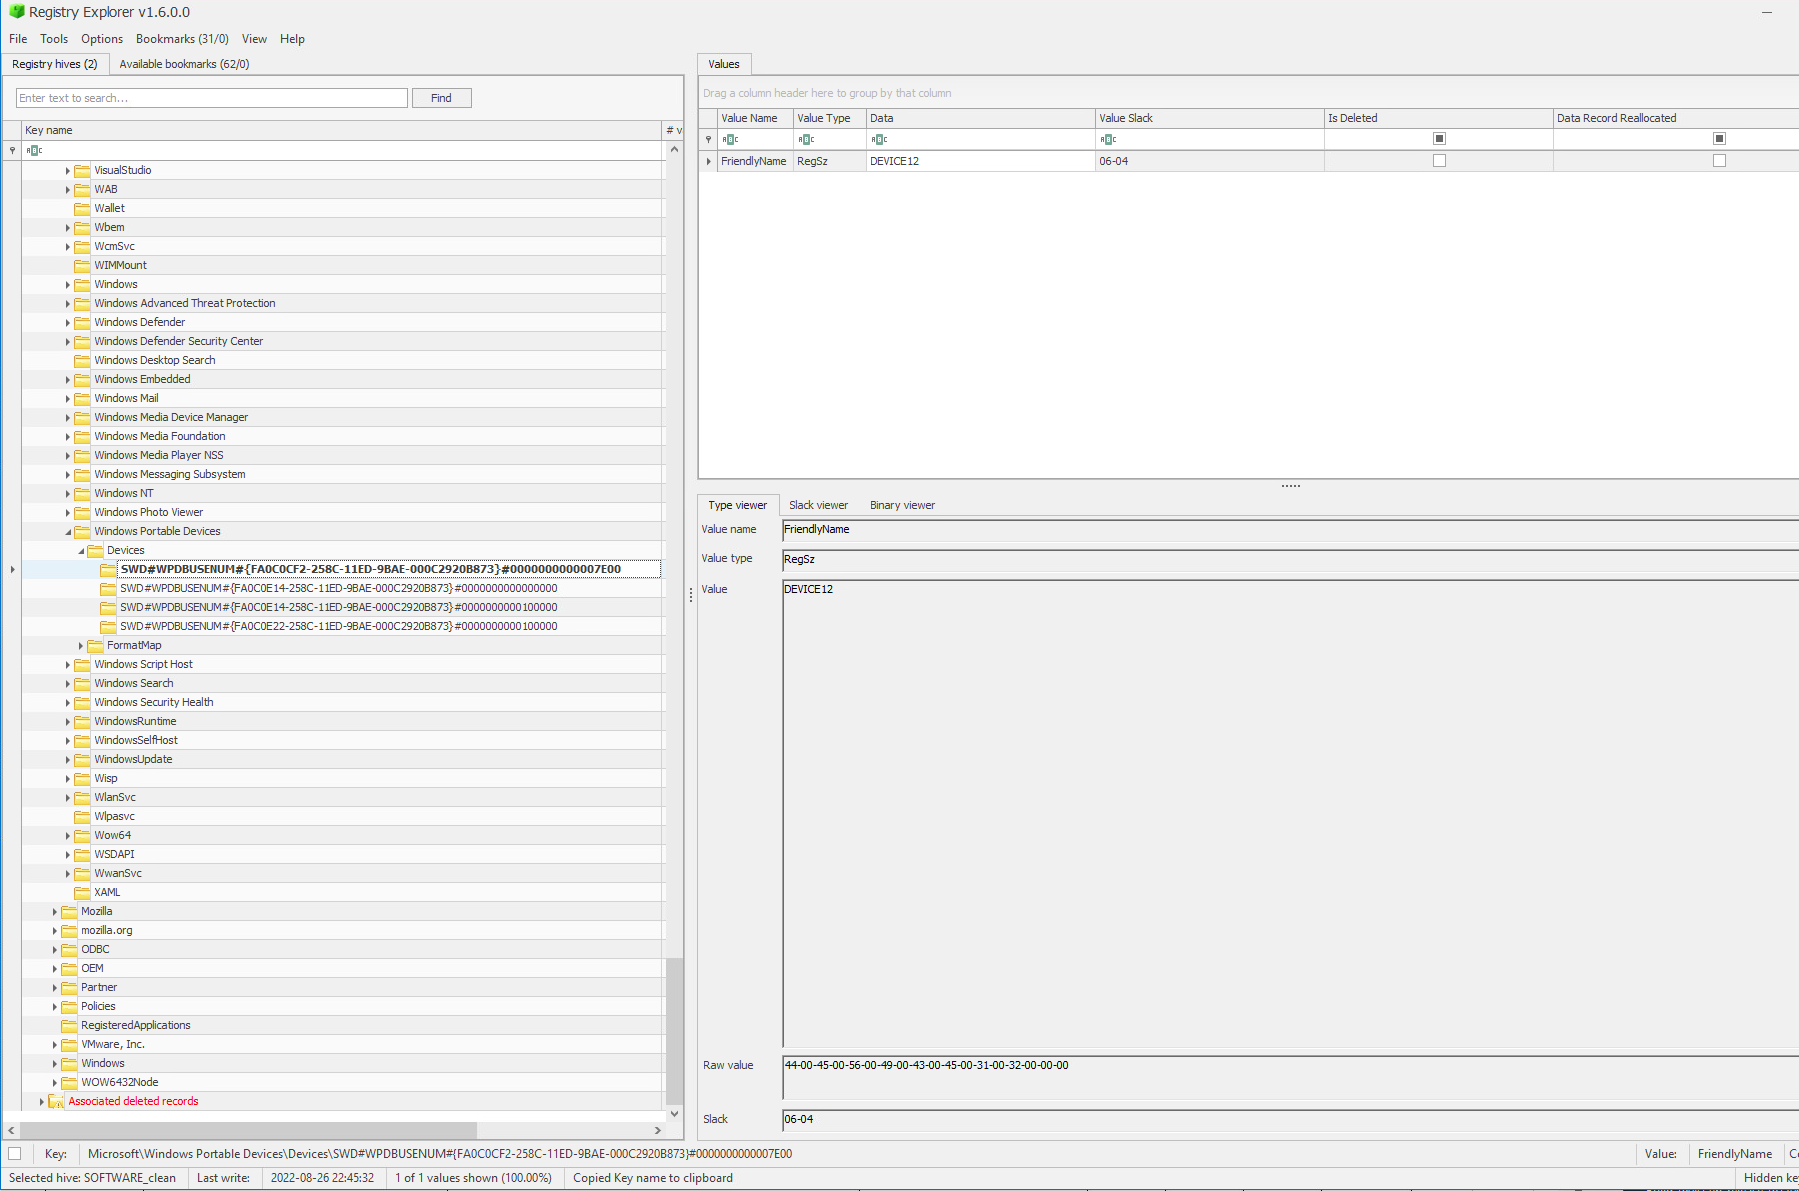 Registry Explorer v1.6.0.0
File Tools Options Bookmarks (31/0) View Help
Registry hives (2) Available bookmarks (62/0)
Enter text to search... Find
Key name # v
VisualStudio
WAB
Wallet
Wbem
WcmSvc
WIMMount
Windows
Windows Advanced Threat Protection
Windows Defender
Windows Defender Security Center
Windows Desktop Search
Windows Embedded
Windows Mail
Windows Media Device Manager
Windows Media Foundation
Windows Media Player NSS
Windows Messaging Subsystem
Windows NT
Windows Photo Viewer
Windows Portable Devices
Devices
SWD#WPDBUSENUM#{FA0C0CF2-258C-11ED-9BAE-000C2920B873}#0000000000007E00
SWD#WPDBUSENUM#{FA0C0E14-258C-11ED-9BAE-000C2920B873}#0000000000000000
SWD#WPDBUSENUM#{FA0C0E14-258C-11ED-9BAE-000C2920B873}#0000000000100000
SWD#WPDBUSENUM#{FA0C0E22-258C-11ED-9BAE-000C2920B873}#0000000000100000
FormatMap
Windows Script Host
Windows Search
Windows Security Health
WindowsRuntime
WindowsSelfHost
WindowsUpdate
Wisp
WlanSvc
Wlpasvc
Wow64
WSDAPI
WwanSvc
XAML
Mozilla
mozilla.org
ODBC
OEM
Partner
Policies
RegisteredApplications
VMware, Inc.
Windows
WOW6432Node
Associated deleted records
Values
Drag a column header here to group by that column
Value Name Value Type Data Value Slack Is Deleted Data Record Reallocated
FriendlyName RegSz DEVICE12 06-04
Type viewer Slack viewer Binary viewer
Value name FriendlyName
Value type RegSz
Value DEVICE12
Raw value 44-00-45-00-56-00-49-00-43-00-45-00-31-00-32-00-00-00
Slack 06-04
Key: Microsoft\Windows Portable Devices\Devices\SWD#WPDBUSENUM#{FA0C0CF2-258C-11ED-9BAE-000C2920B873}#0000000000007E00 Value: FriendlyName
Selected hive: SOFTWARE_clean Last write: 2022-08-26 22:45:32 1 of 1 values shown (100.00%) Copied Key name to clipboard Hidden key